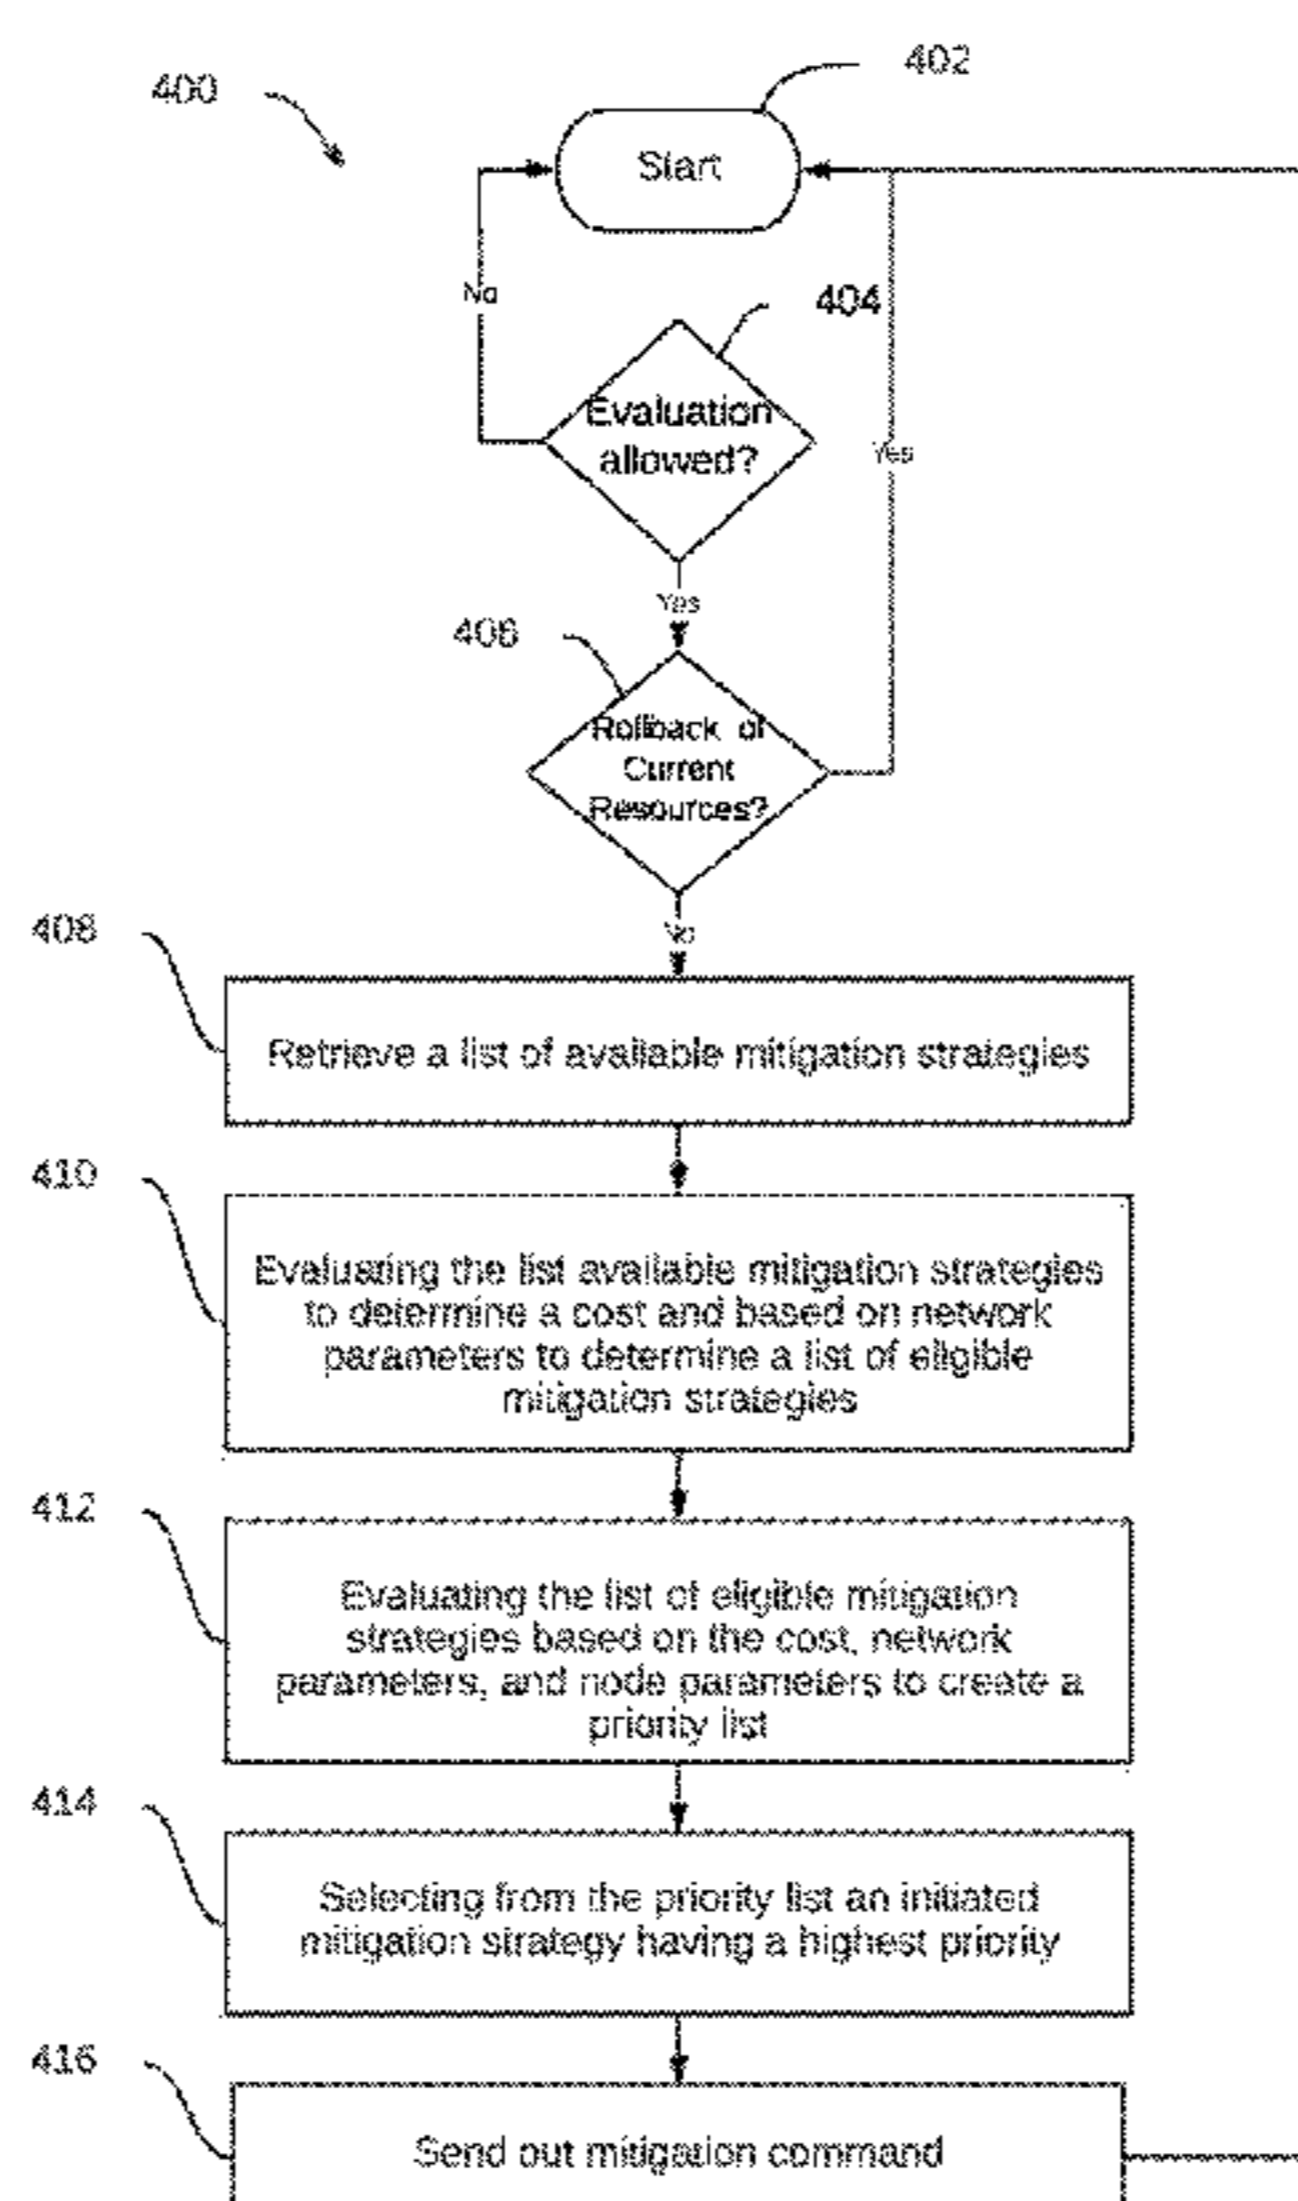 400
402
Start
No
404
Evaluation
allowed?
Yes
Yes
406
Rollback of
Current
Resources?
No
408
Retrieve a list of available mitigation strategies
410
Evaluating the list available mitigation strategies
to determine a cost and based on network
parameters to determine a list of eligible
mitigation strategies
412
Evaluating the list of eligible mitigation
strategies based on the cost, network
parameters, and node parameters to create a
priority list
414
Selecting from the priority list an initiated
mitigation strategy having a highest priority
416
Send out mitigation command